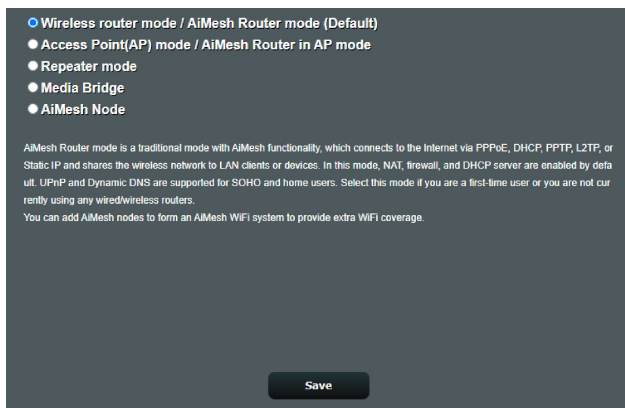 Wireless router mode / AiMesh Router mode (Default)
Access Point(AP) mode / AiMesh Router in AP mode
Repeater mode
Media Bridge
AiMesh Node
AiMesh Router mode is a traditional mode with AiMesh functionality, which connects to the Internet via PPPoE, DHCP, PPTP, L2TP, or
Static IP and shares the wireless network to LAN clients or devices. In this mode, NAT, firewall, and DHCP server are enabled by defa
ult. UPnP and Dynamic DNS are supported for SOHO and home users. Select this mode if you are a first-time user or you are not cur
rently using any wired/wireless routers.
You can add AiMesh nodes to form an AiMesh WiFi system to provide extra WiFi coverage.
Save